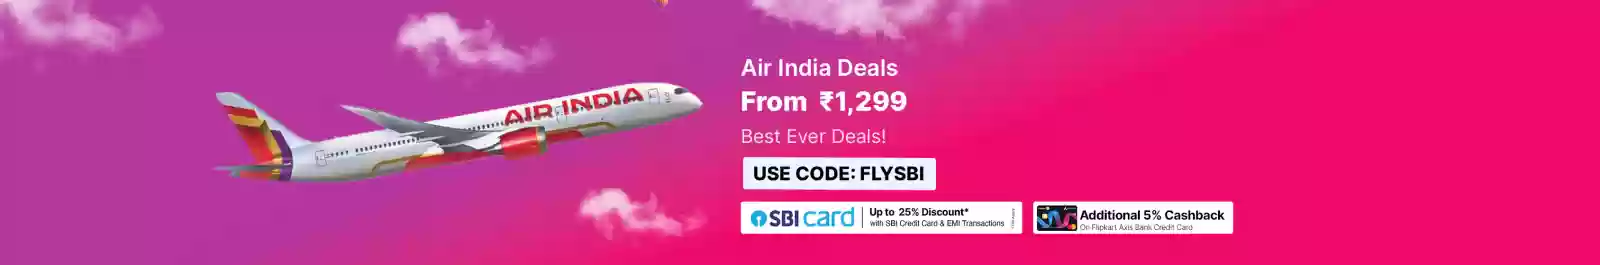 AIR INDIA
Air India Deals
From ₹1,299
Best Ever Deals!
USE CODE: FLYSBI
SBI card
Up to 25% Discount*
with SBI Credit Card & EMI Transactions
Additional 5% Cashback
On Flipkart Axis Bank Credit Card